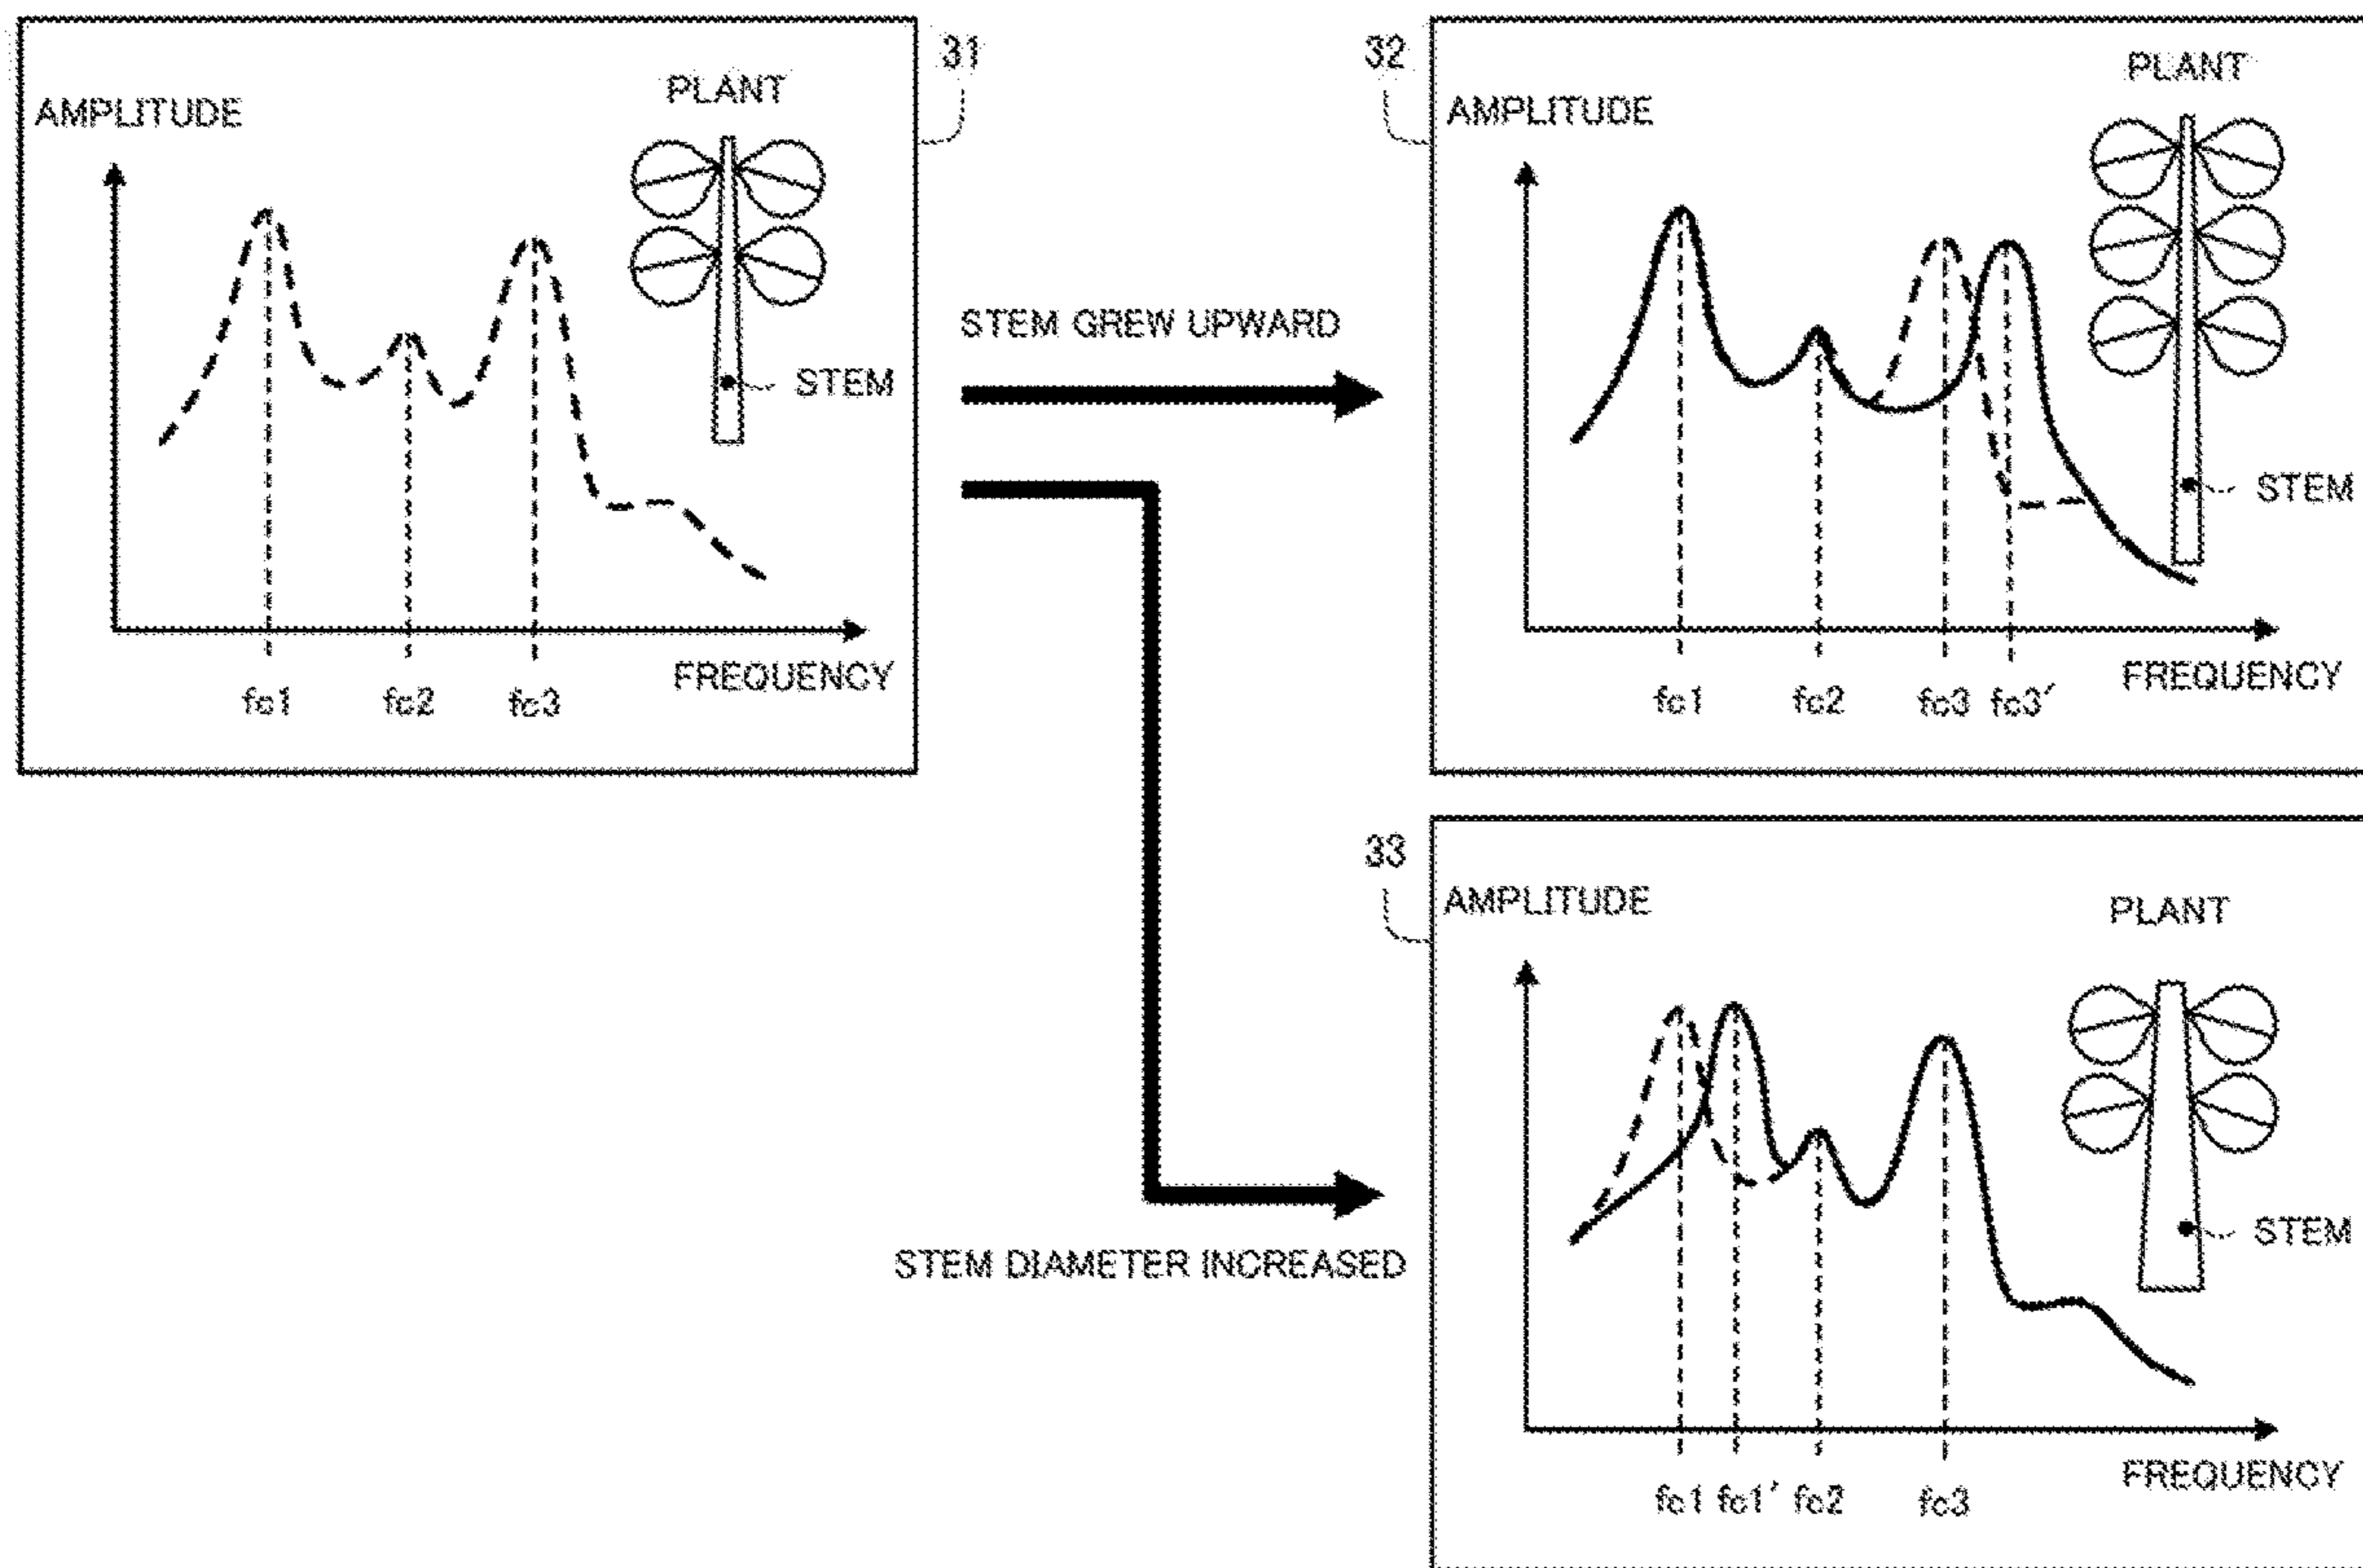 31
PLANT
AMPLITUDE
STEM
FREQUENCY
fc1 fc2 fc3
STEM GREW UPWARD
STEM DIAMETER INCREASED
32
PLANT
AMPLITUDE
STEM
FREQUENCY
fc1 fc2 fc3 fc3′
33
AMPLITUDE
PLANT
STEM
FREQUENCY
fc1 fc1′ fc2 fc3